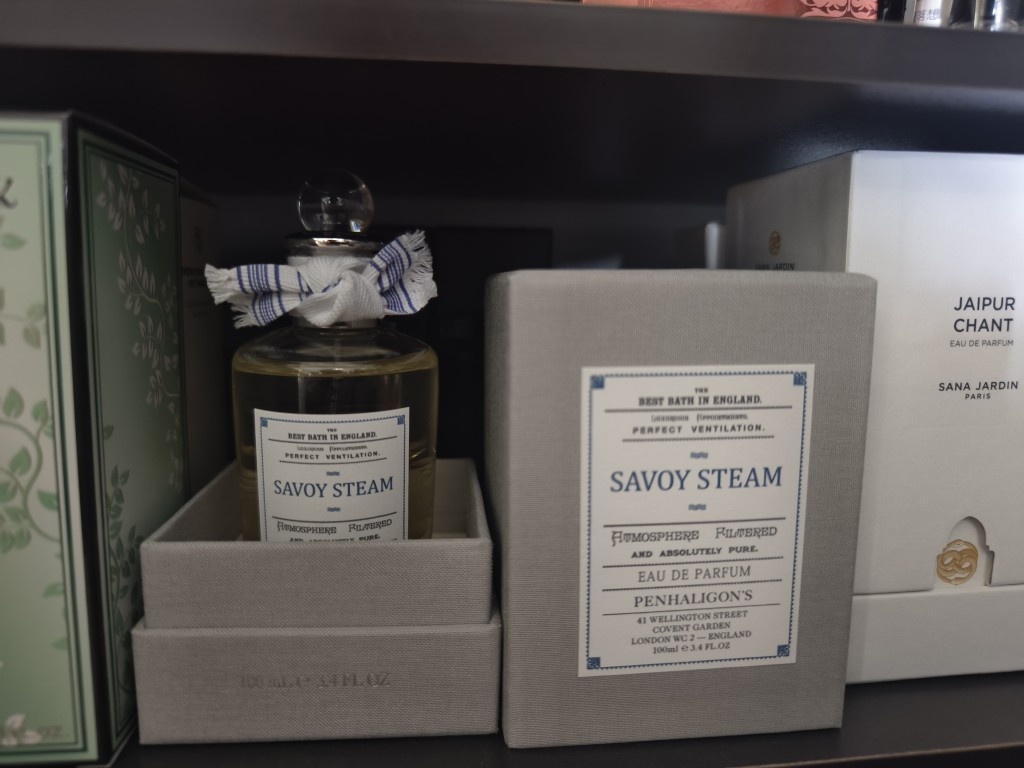 THE
BEST BATH IN ENGLAND.
PERFECT VENTILATION.
SAVOY STEAM
ATMOSPHERE FILTERED
AND ABSOLUTELY PURE.
100 mL ℮ 3.4 FL.OZ
THE
BEST BATH IN ENGLAND.
PERFECT VENTILATION.
SAVOY STEAM
ATMOSPHERE FILTERED
AND ABSOLUTELY PURE.
EAU DE PARFUM
PENHALIGON'S
41 WELLINGTON STREET
COVENT GARDEN
LONDON WC 2 — ENGLAND
100ml ℮ 3.4 FL.OZ
JAIPUR
CHANT
EAU DE PARFUM
SANA JARDIN
PARIS